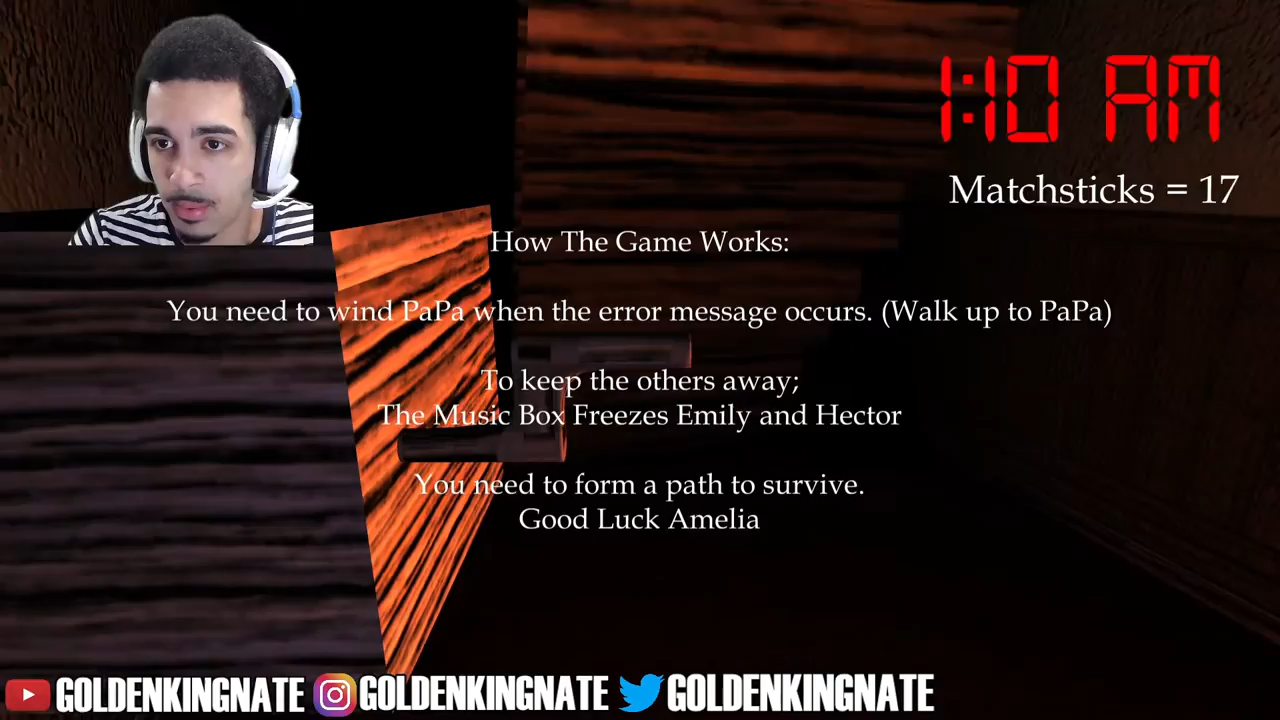 1:10 AM
Matchsticks = 17
How The Game Works:
You need to wind PaPa when the error message occurs. (Walk up to PaPa)
To keep the others away;
The Music Box Freezes Emily and Hector
You need to form a path to survive.
Good Luck Amelia
GOLDENKINGNATE GOLDENKINGNATE GOLDENKINGNATE